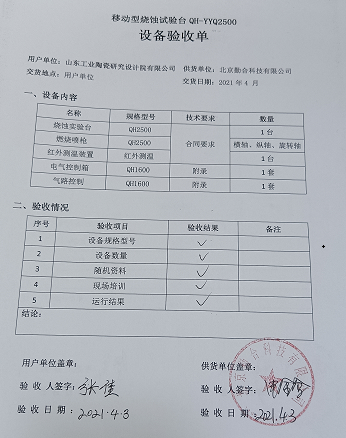 移动型烧蚀试验台 QH-YYQ2500
设备验收单
用户单位：山东工业陶瓷研究设计院有限公司 供货单位：北京勤合科技有限公司
交货地点：用户单位 交货日期：2021 年 4 月
一、设备内容
名称 规格型号 技术要求 数量
烧蚀实验台 QH2500 合同要求 1 台
燃烧喷枪 QH2500 横轴、纵轴、旋转轴
红外测温装置 红外测温 1 台
电气控制箱 QH1600 附录 1 套
气路控制 QH1600 附录 1 套
二、验收情况
序号 验收项目 验收结果 备注
1 设备规格型号 ✓
2 设备数量 ✓
3 随机资料 ✓
4 现场培训 ✓
5 运行结果 ✓
结论：
用户单位盖章： 供货单位盖章：
验 收 人签字： 验 收 人签字：
验 收 日 期：2021.4.3 验 收 日 期：2021.4.3